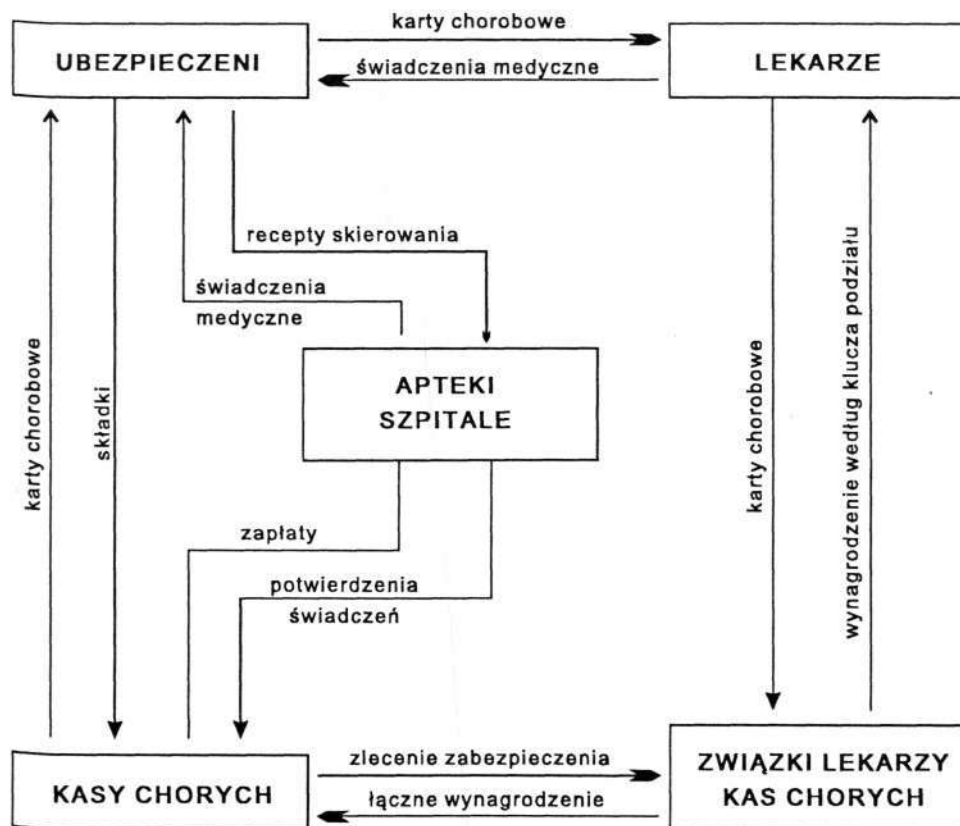 karty chorobowe
UBEZPIECZENI
LEKARZE
świadczenia medyczne
recepty skierowania
świadczenia
medyczne
APTEKI
SZPITALE
karty chorobowe
składki
karty chorobowe
wynagrodzenie według klucza podziału
zapłaty
potwierdzenia
świadczeń
zlecenie zabezpieczenia
KASY CHORYCH
ZWIĄZKI LEKARZY
KAS CHORYCH
łączne wynagrodzenie